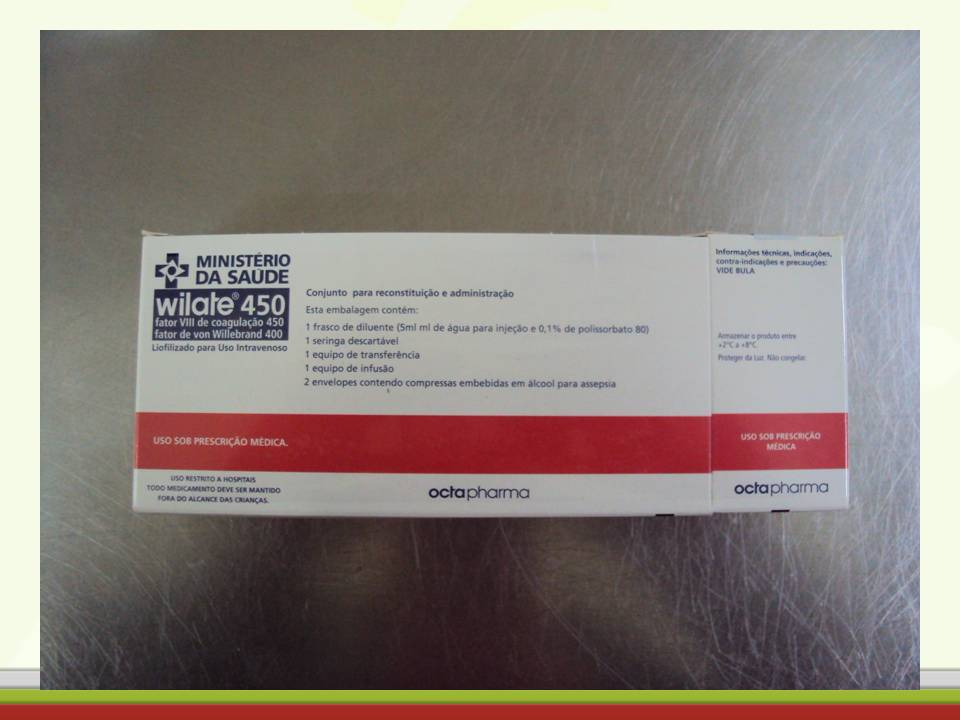 MINISTÉRIO
DA SAÚDE
wilate® 450
fator VIII de coagulação 450
fator de von Willebrand 400
Liofilizado para Uso Intravenoso
Conjunto para reconstituição e administração
Esta embalagem contém:
1 frasco de diluente (5ml ml de água para injeção e 0,1% de polissorbato 80)
1 seringa descartável
1 equipo de transferência
1 equipo de infusão
2 envelopes contendo compressas embebidas em álcool para assepsia
USO SOB PRESCRIÇÃO MÉDICA.
USO RESTRITO A HOSPITAIS
TODO MEDICAMENTO DEVE SER MANTIDO
FORA DO ALCANCE DAS CRIANÇAS.
octapharma
Informações técnicas, indicações,
contra-indicações e precauções:
VIDE BULA
Armazenar o produto entre
+2°C a +8°C.
Proteger da Luz. Não congelar.
USO SOB PRESCRIÇÃO
MÉDICA
octapharma